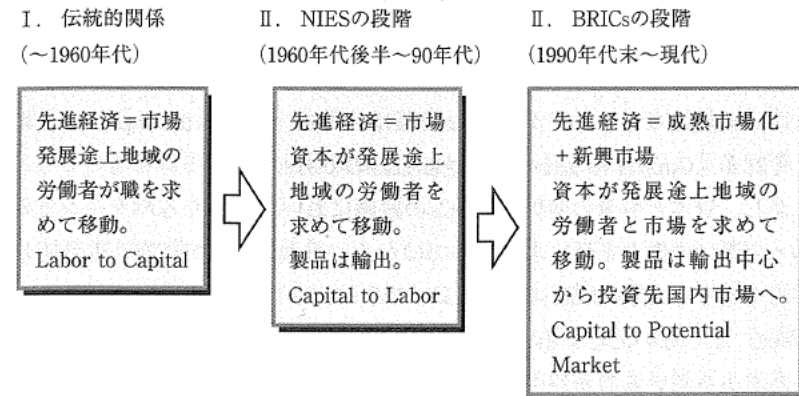 Ⅰ. 伝統的関係
(〜1960年代)
先進経済=市場
発展途上地域の
労働者が職を求
めて移動。
Labor to Capital
Ⅱ. NIESの段階
(1960年代後半〜90年代)
先進経済=市場
資本が発展途上
地域の労働者を
求めて移動。
製品は輸出。
Capital to Labor
Ⅱ. BRICsの段階
(1990年代末〜現代)
先進経済=成熟市場化
+新興市場
資本が発展途上地域の
労働者と市場を求めて
移動。製品は輸出中心
から投資先国内市場へ。
Capital to Potential
Market